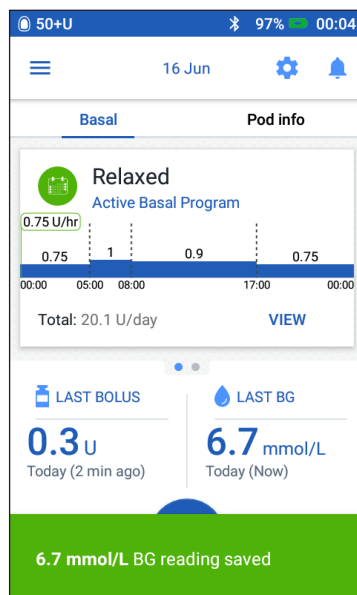 50+U 97% 00:04
16 Jun
Basal Pod info
Relaxed
Active Basal Program
0.75 U/hr
0.75 1 0.9 0.75
00:00 05:00 08:00 17:00 00:00
Total: 20.1 U/day VIEW
LAST BOLUS LAST BG
0.3 U 6.7 mmol/L
Today (2 min ago) Today (Now)
6.7 mmol/L BG reading saved